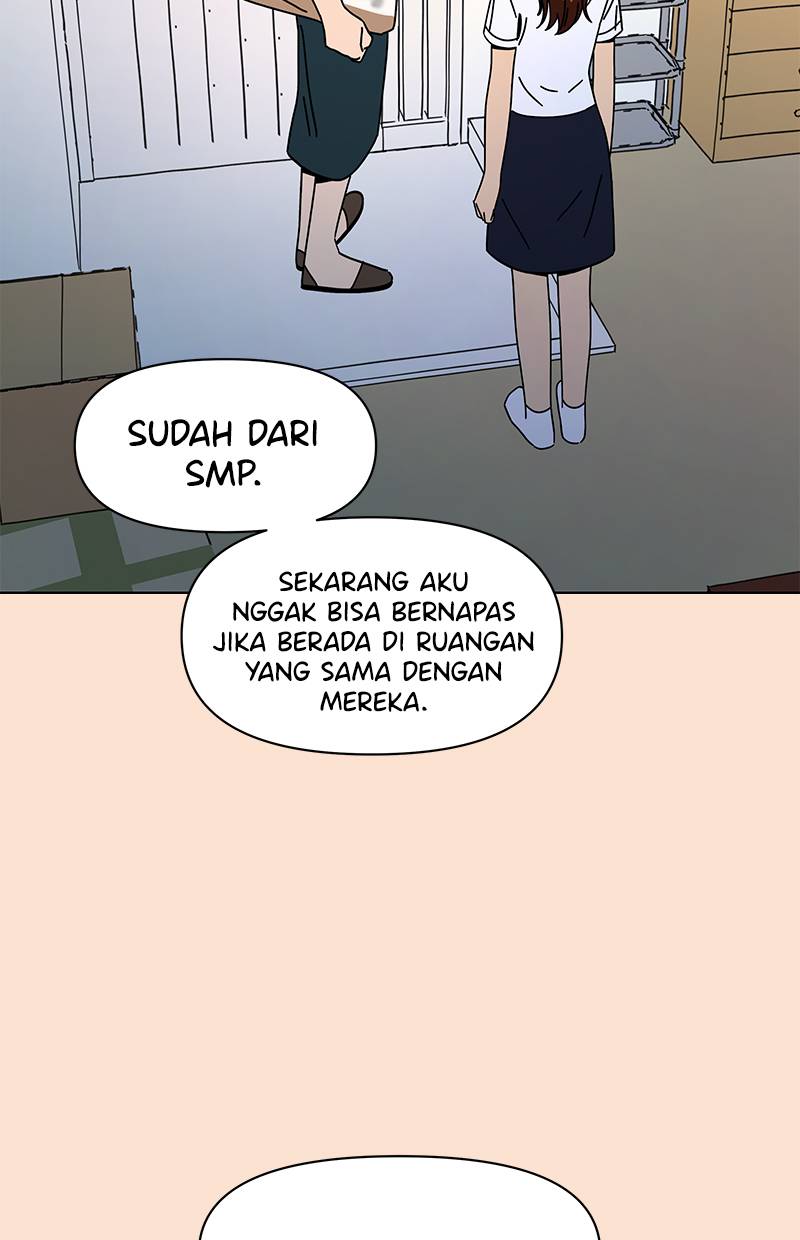 SUDAH DARI
SMP.
SEKARANG AKU
NGGAK BISA BERNAPAS
JIKA BERADA DI RUANGAN
YANG SAMA DENGAN
MEREKA.